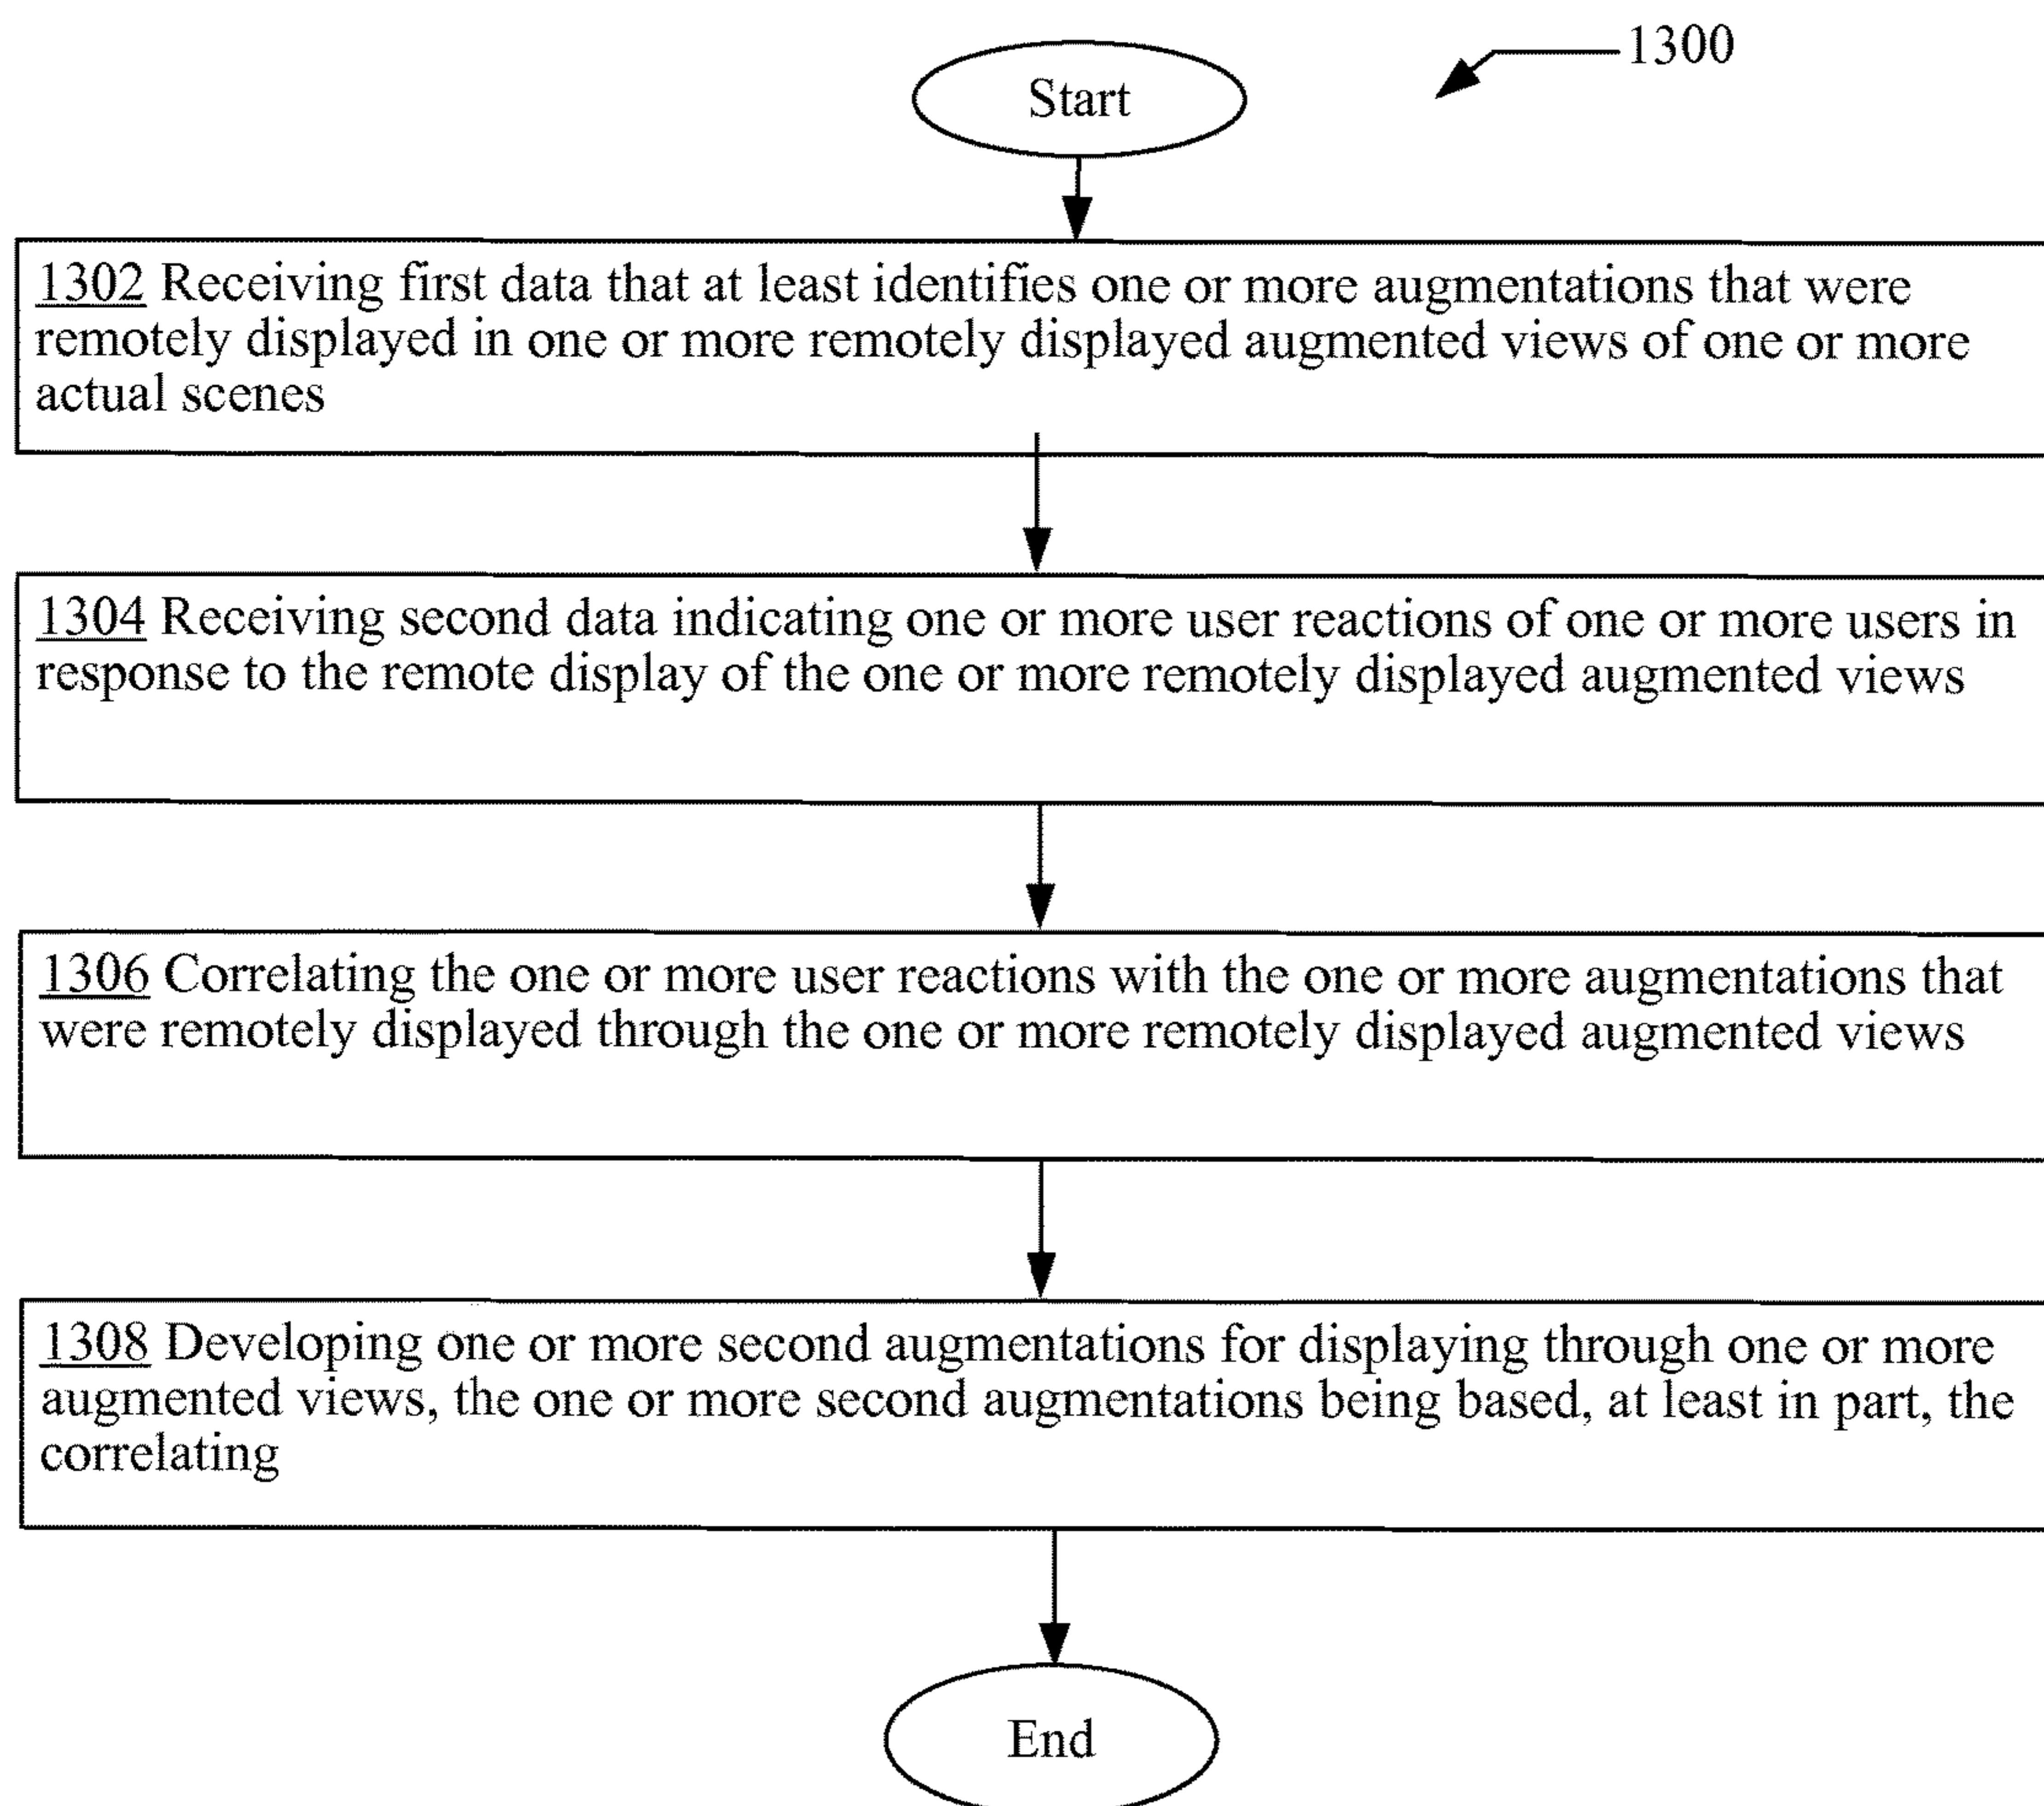 1300
Start
1302 Receiving first data that at least identifies one or more augmentations that were
remotely displayed in one or more remotely displayed augmented views of one or more
actual scenes
1304 Receiving second data indicating one or more user reactions of one or more users in
response to the remote display of the one or more remotely displayed augmented views
1306 Correlating the one or more user reactions with the one or more augmentations that
were remotely displayed through the one or more remotely displayed augmented views
1308 Developing one or more second augmentations for displaying through one or more
augmented views, the one or more second augmentations being based, at least in part, the
correlating
End